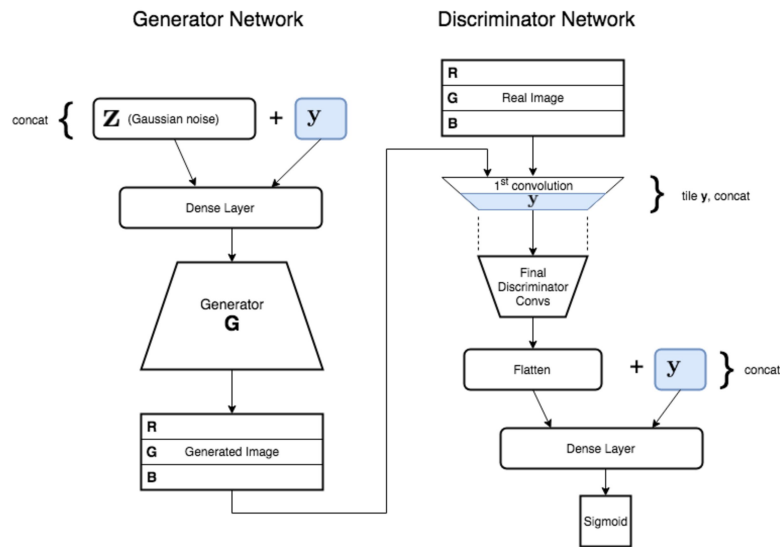 Generator Network
concat { Z (Gaussian noise) + y
Dense Layer
Generator
G
R
G Generated Image
B
Discriminator Network
R
G Real Image
B
1st convolution
y
} tile y, concat
Final
Discriminator
Convs
Flatten + y } concat
Dense Layer
Sigmoid